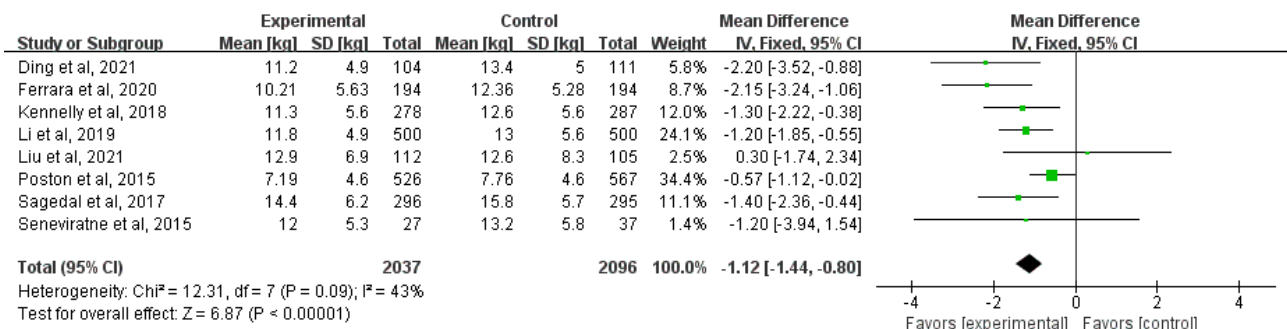 Experimental Control Mean Difference Mean Difference
Study or Subgroup Mean [kg] SD [kg] Total Mean [kg] SD [kg] Total Weight IV, Fixed, 95% CI IV, Fixed, 95% CI
Ding et al, 2021 11.2 4.9 104 13.4 5 111 5.8% -2.20 [-3.52, -0.88]
Ferrara et al, 2020 10.21 5.63 194 12.36 5.28 194 8.7% -2.15 [-3.24, -1.06]
Kennelly et al, 2018 11.3 5.6 278 12.6 5.6 287 12.0% -1.30 [-2.22, -0.38]
Li et al, 2019 11.8 4.9 500 13 5.6 500 24.1% -1.20 [-1.85, -0.55]
Liu et al, 2021 12.9 6.9 112 12.6 8.3 105 2.5% 0.30 [-1.74, 2.34]
Poston et al, 2015 7.19 4.6 526 7.76 4.6 567 34.4% -0.57 [-1.12, -0.02]
Sagedal et al, 2017 14.4 6.2 296 15.8 5.7 295 11.1% -1.40 [-2.36, -0.44]
Seneviratne et al, 2015 12 5.3 27 13.2 5.8 37 1.4% -1.20 [-3.94, 1.54]
Total (95% CI) 2037 2096 100.0% -1.12 [-1.44, -0.80]
Heterogeneity: Chi² = 12.31, df = 7 (P = 0.09); I² = 43%
Test for overall effect: Z = 6.87 (P < 0.00001)
-4 -2 0 2 4
Favors [experimental] Favors [control]